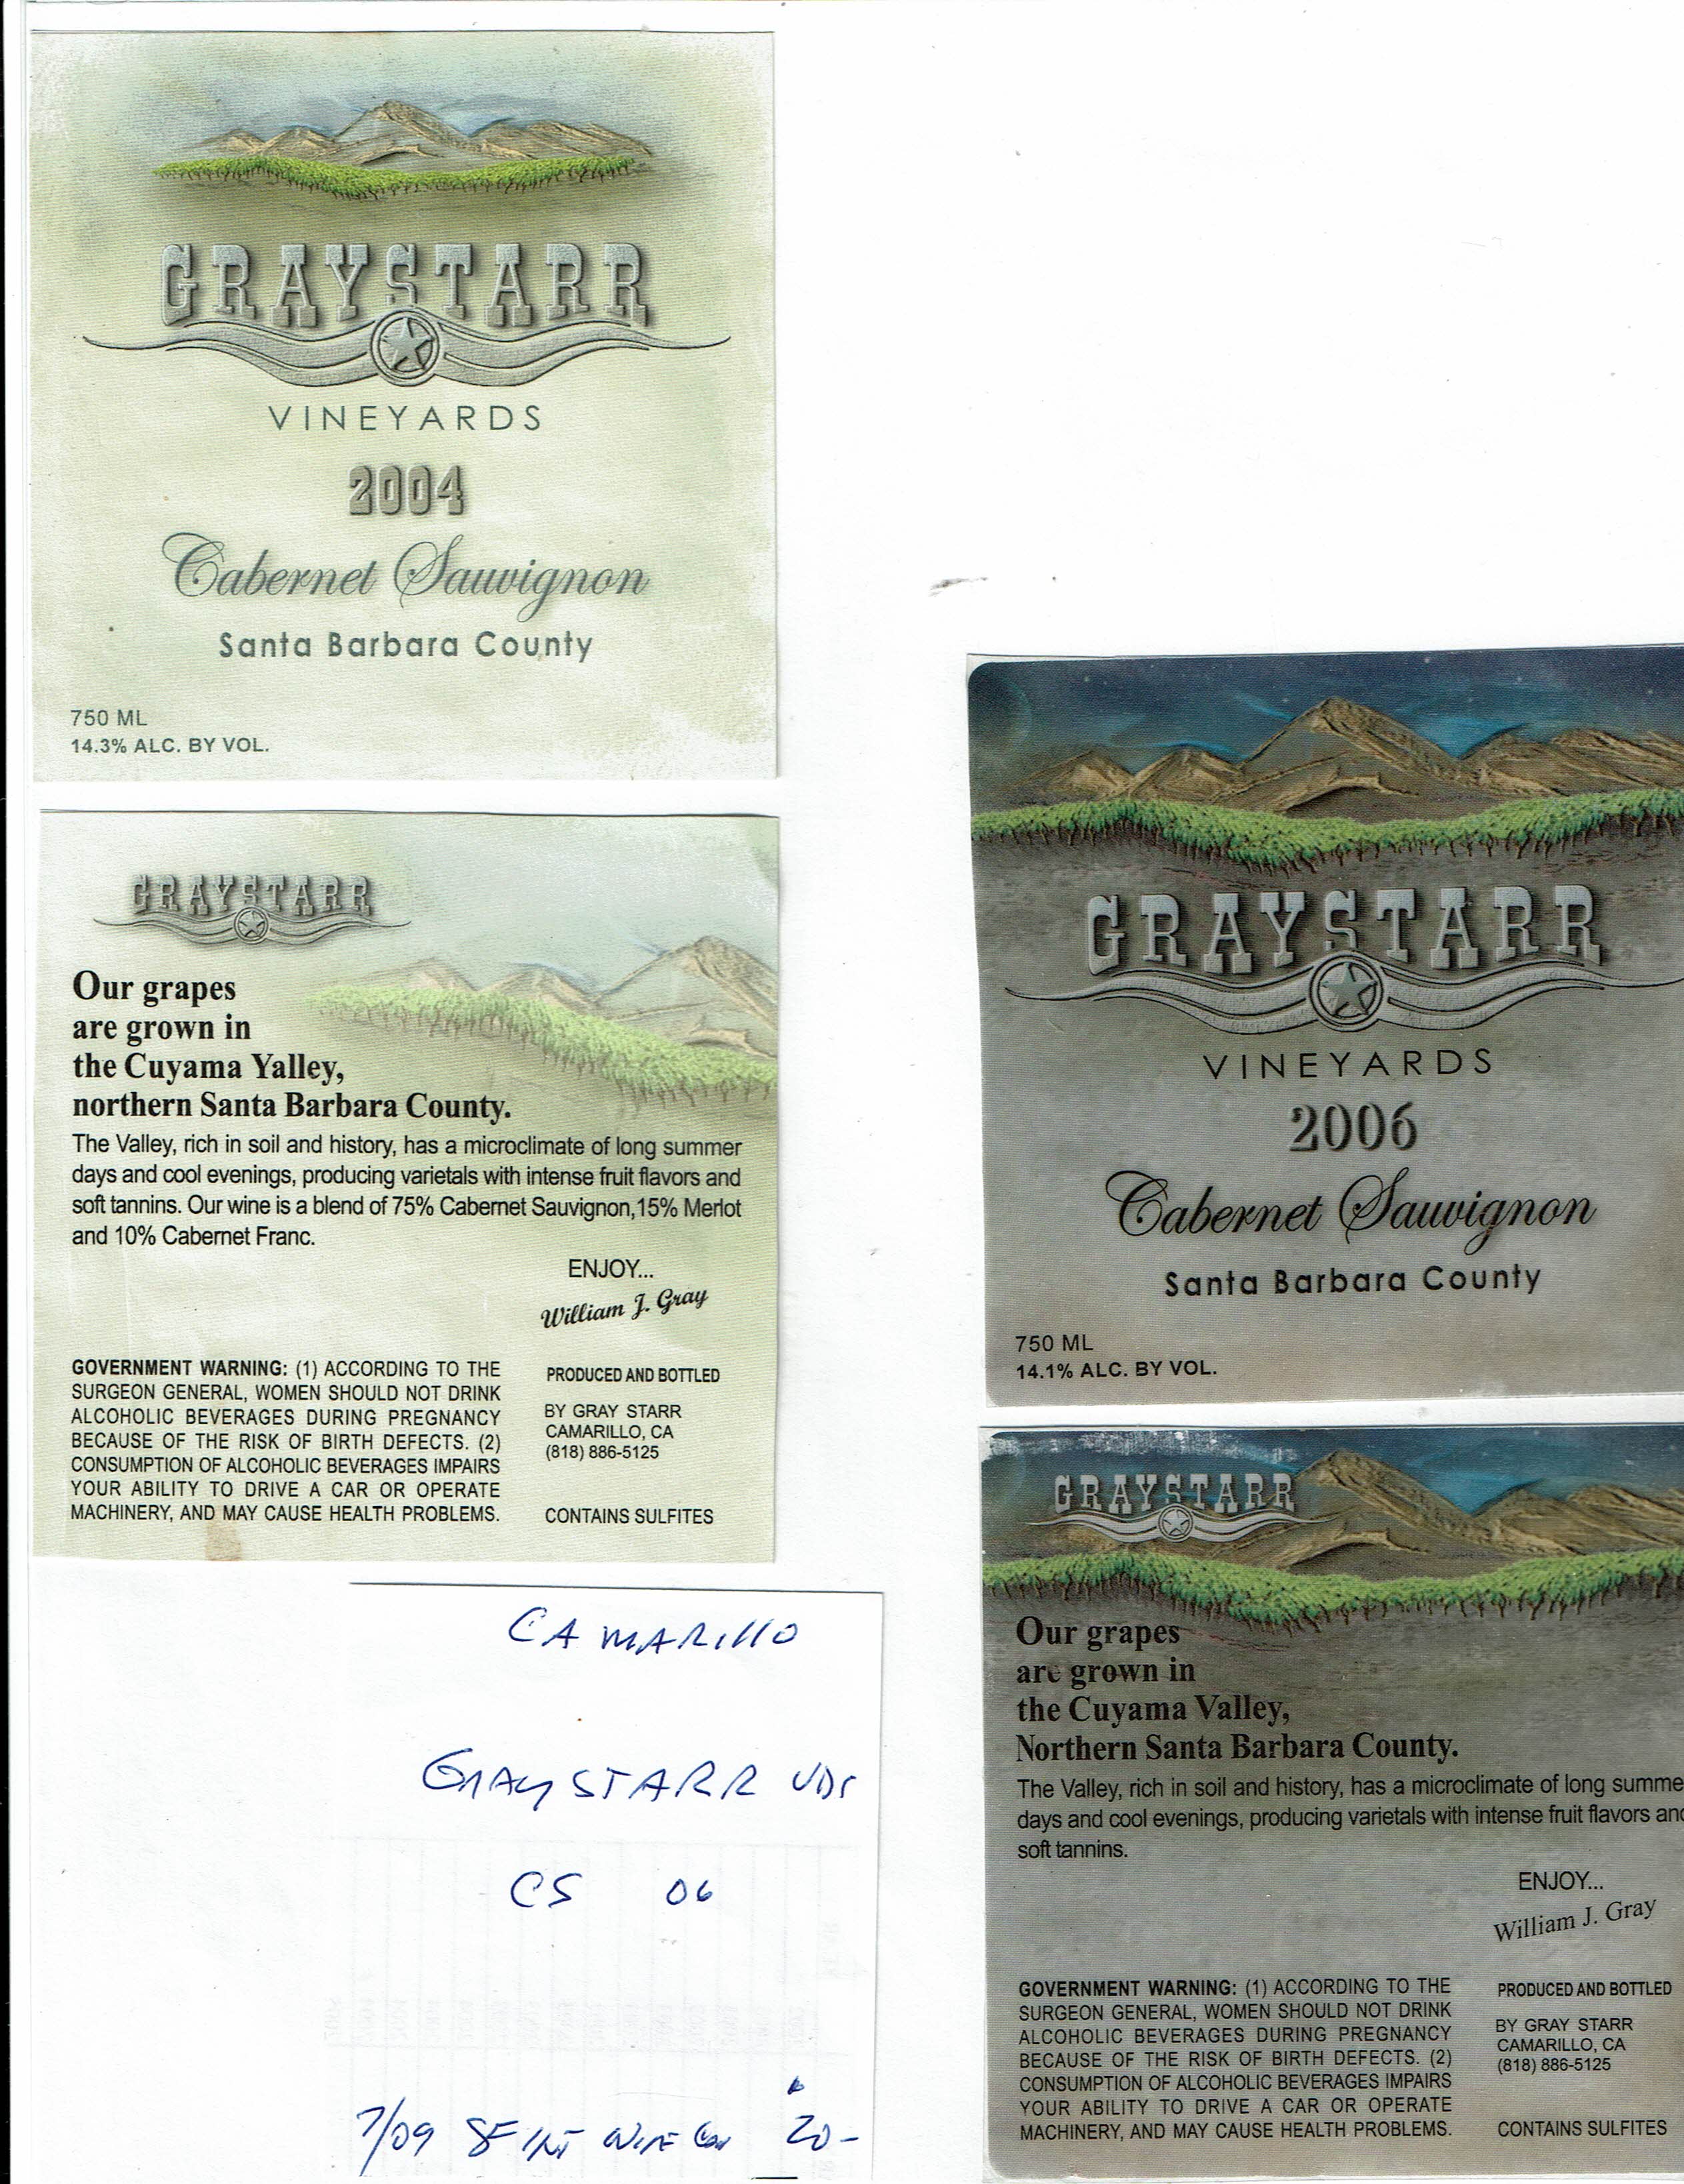 GRAYSTARR
VINEYARDS
2004
Cabernet Sauvignon
Santa Barbara County
750 ML
14.3% ALC. BY VOL.
GRAYSTARR
Our grapes
are grown in
the Cuyama Yalley,
northern Santa Barbara County.
The Valley, rich in soil and history, has a microclimate of long summer
days and cool evenings, producing varietals with intense fruit flavors and
soft tannins. Our wine is a blend of 75% Cabernet Sauvignon,15% Merlot
and 10% Cabernet Franc.
ENJOY...
William J. Gray
GOVERNMENT WARNING: (1) ACCORDING TO THE
SURGEON GENERAL, WOMEN SHOULD NOT DRINK
ALCOHOLIC BEVERAGES DURING PREGNANCY
BECAUSE OF THE RISK OF BIRTH DEFECTS. (2)
CONSUMPTION OF ALCOHOLIC BEVERAGES IMPAIRS
YOUR ABILITY TO DRIVE A CAR OR OPERATE
MACHINERY, AND MAY CAUSE HEALTH PROBLEMS.
PRODUCED AND BOTTLED
BY GRAY STARR
CAMARILLO, CA
(818) 886-5125
CONTAINS SULFITES
CAMARILLO
GRAYSTARR VDS
CS 06
7/09 SF INT WINE 20-
GRAYSTARR
VINEYARDS
2006
Cabernet Sauvignon
Santa Barbara County
750 ML
14.1% ALC. BY VOL.
GRAYSTARR
Our grapes
are grown in
the Cuyama Valley,
Northern Santa Barbara County.
The Valley, rich in soil and history, has a microclimate of long summe
days and cool evenings, producing varietals with intense fruit flavors an
soft tannins.
ENJOY...
William J. Gray
GOVERNMENT WARNING: (1) ACCORDING TO THE
SURGEON GENERAL, WOMEN SHOULD NOT DRINK
ALCOHOLIC BEVERAGES DURING PREGNANCY
BECAUSE OF THE RISK OF BIRTH DEFECTS. (2)
CONSUMPTION OF ALCOHOLIC BEVERAGES IMPAIRS
YOUR ABILITY TO DRIVE A CAR OR OPERATE
MACHINERY, AND MAY CAUSE HEALTH PROBLEMS.
PRODUCED AND BOTTLED
BY GRAY STARR
CAMARILLO, CA
(818) 886-5125
CONTAINS SULFITES